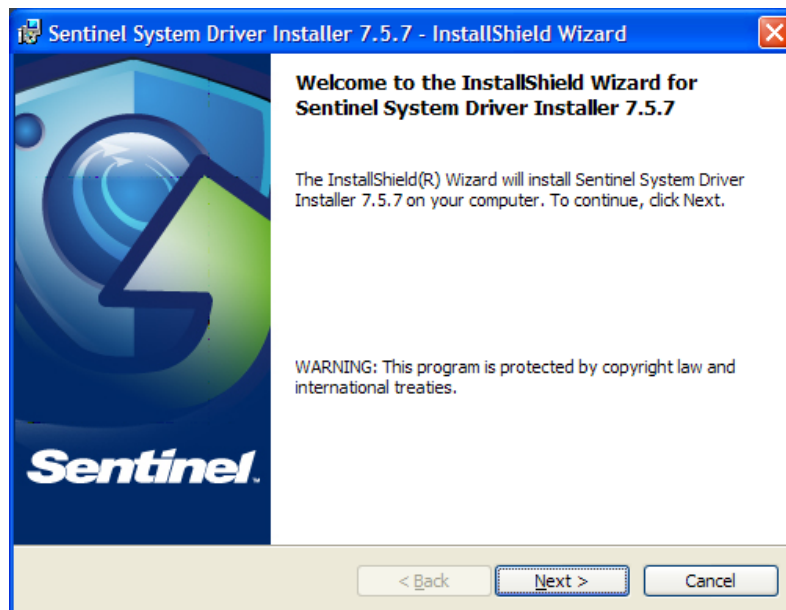 Sentinel System Driver Installer 7.5.7 - InstallShield Wizard
Welcome to the InstallShield Wizard for
Sentinel System Driver Installer 7.5.7
The InstallShield(R) Wizard will install Sentinel System Driver
Installer 7.5.7 on your computer. To continue, click Next.
WARNING: This program is protected by copyright law and
international treaties.
Sentinel.
< Back
Next >
Cancel